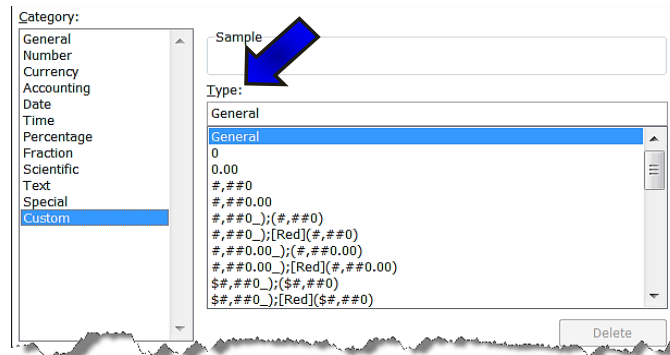 Category:
General
Number
Currency
Accounting
Date
Time
Percentage
Fraction
Scientific
Text
Special
Custom
Sample
Type:
General
General
0
0.00
#,##0
#,##0.00
#,##0_);(#,##0)
#,##0_);[Red](#,##0)
#,##0.00_);(#,##0.00)
#,##0.00_);[Red](#,##0.00)
$#,##0_);($#,##0)
$#,##0_);[Red]($#,##0)
Delete